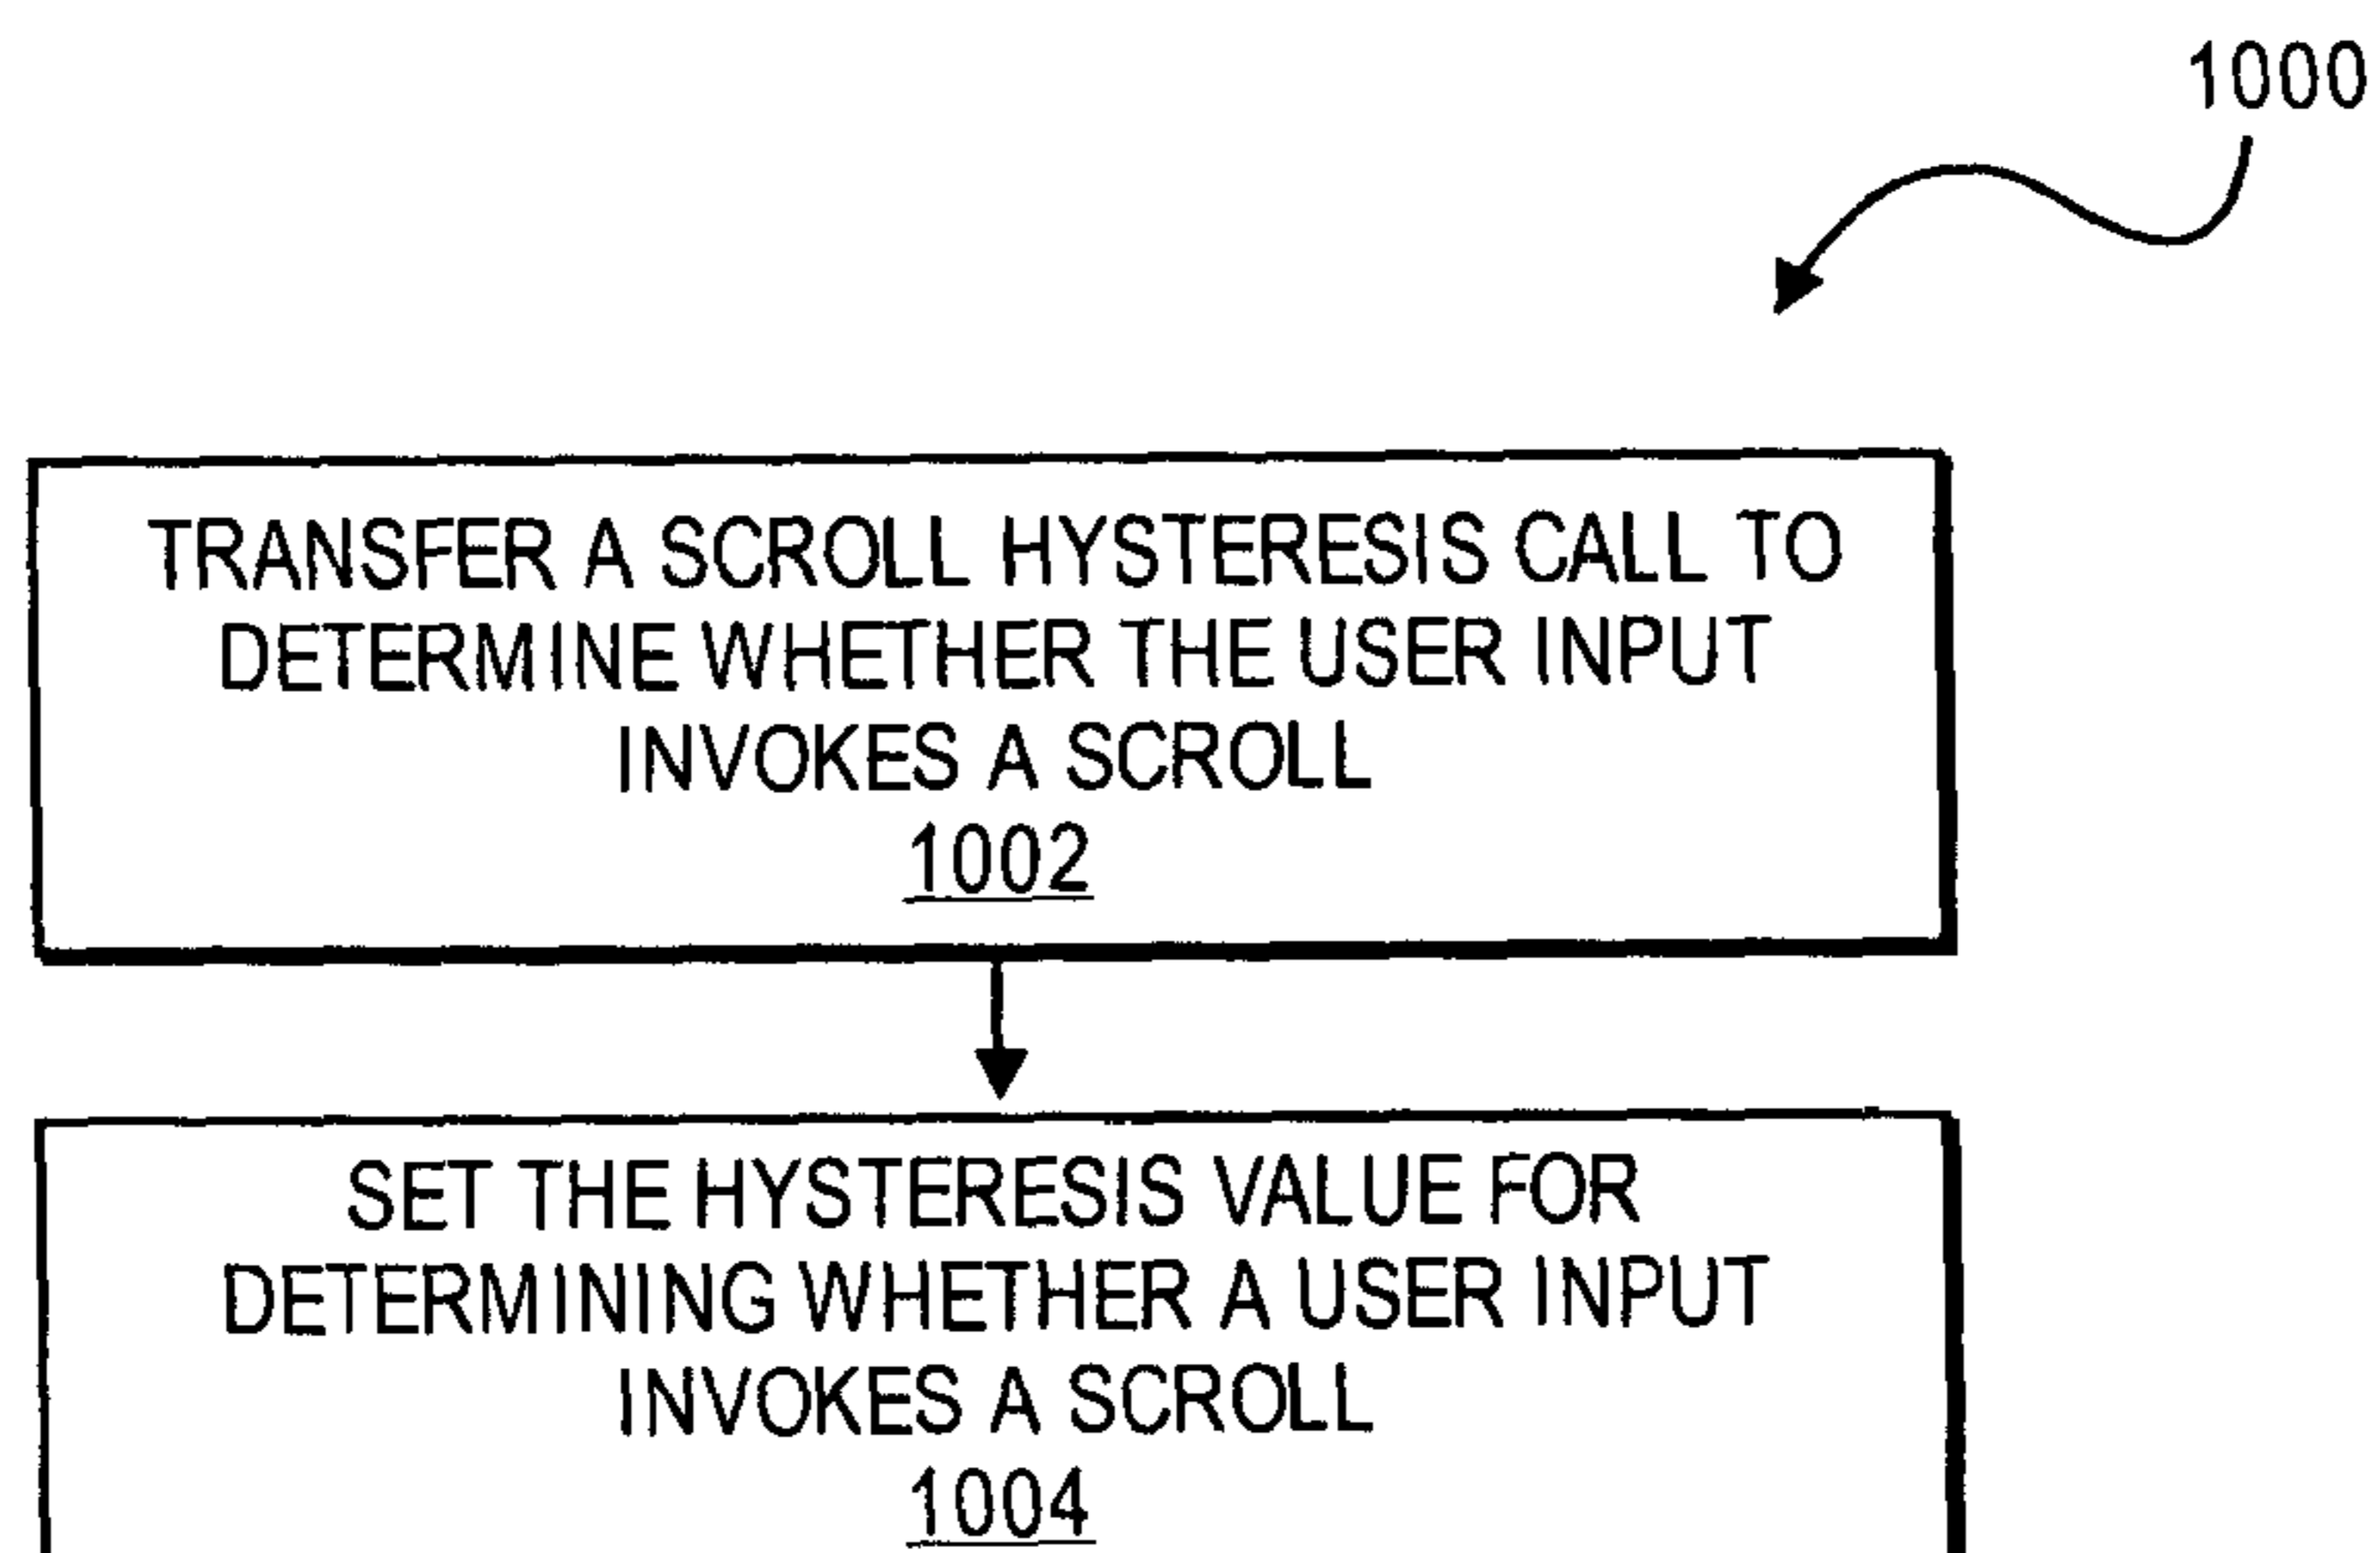 1000
TRANSFER A SCROLL HYSTERESIS CALL TO
DETERMINE WHETHER THE USER INPUT
INVOKES A SCROLL
1002
SET THE HYSTERESIS VALUE FOR
DETERMINING WHETHER A USER INPUT
INVOKES A SCROLL
1004